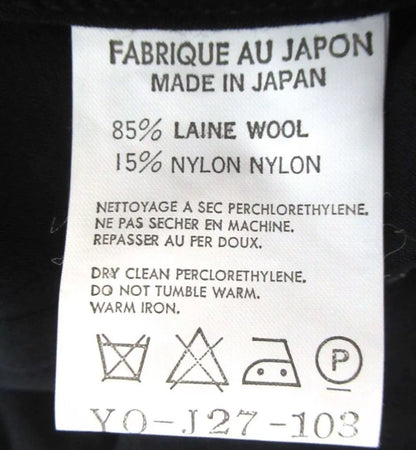 FABRIQUE AU JAPON
MADE IN JAPAN
85% LAINE WOOL
15% NYLON NYLON
NETTOYAGE A SEC PERCHLORETHYLENE.
NE PAS SECHER EN MACHINE.
REPASSER AU FER DOUX.
DRY CLEAN PERCLORETHYLENE.
DO NOT TUMBLE WARM.
WARM IRON.
P
YO-J27-103